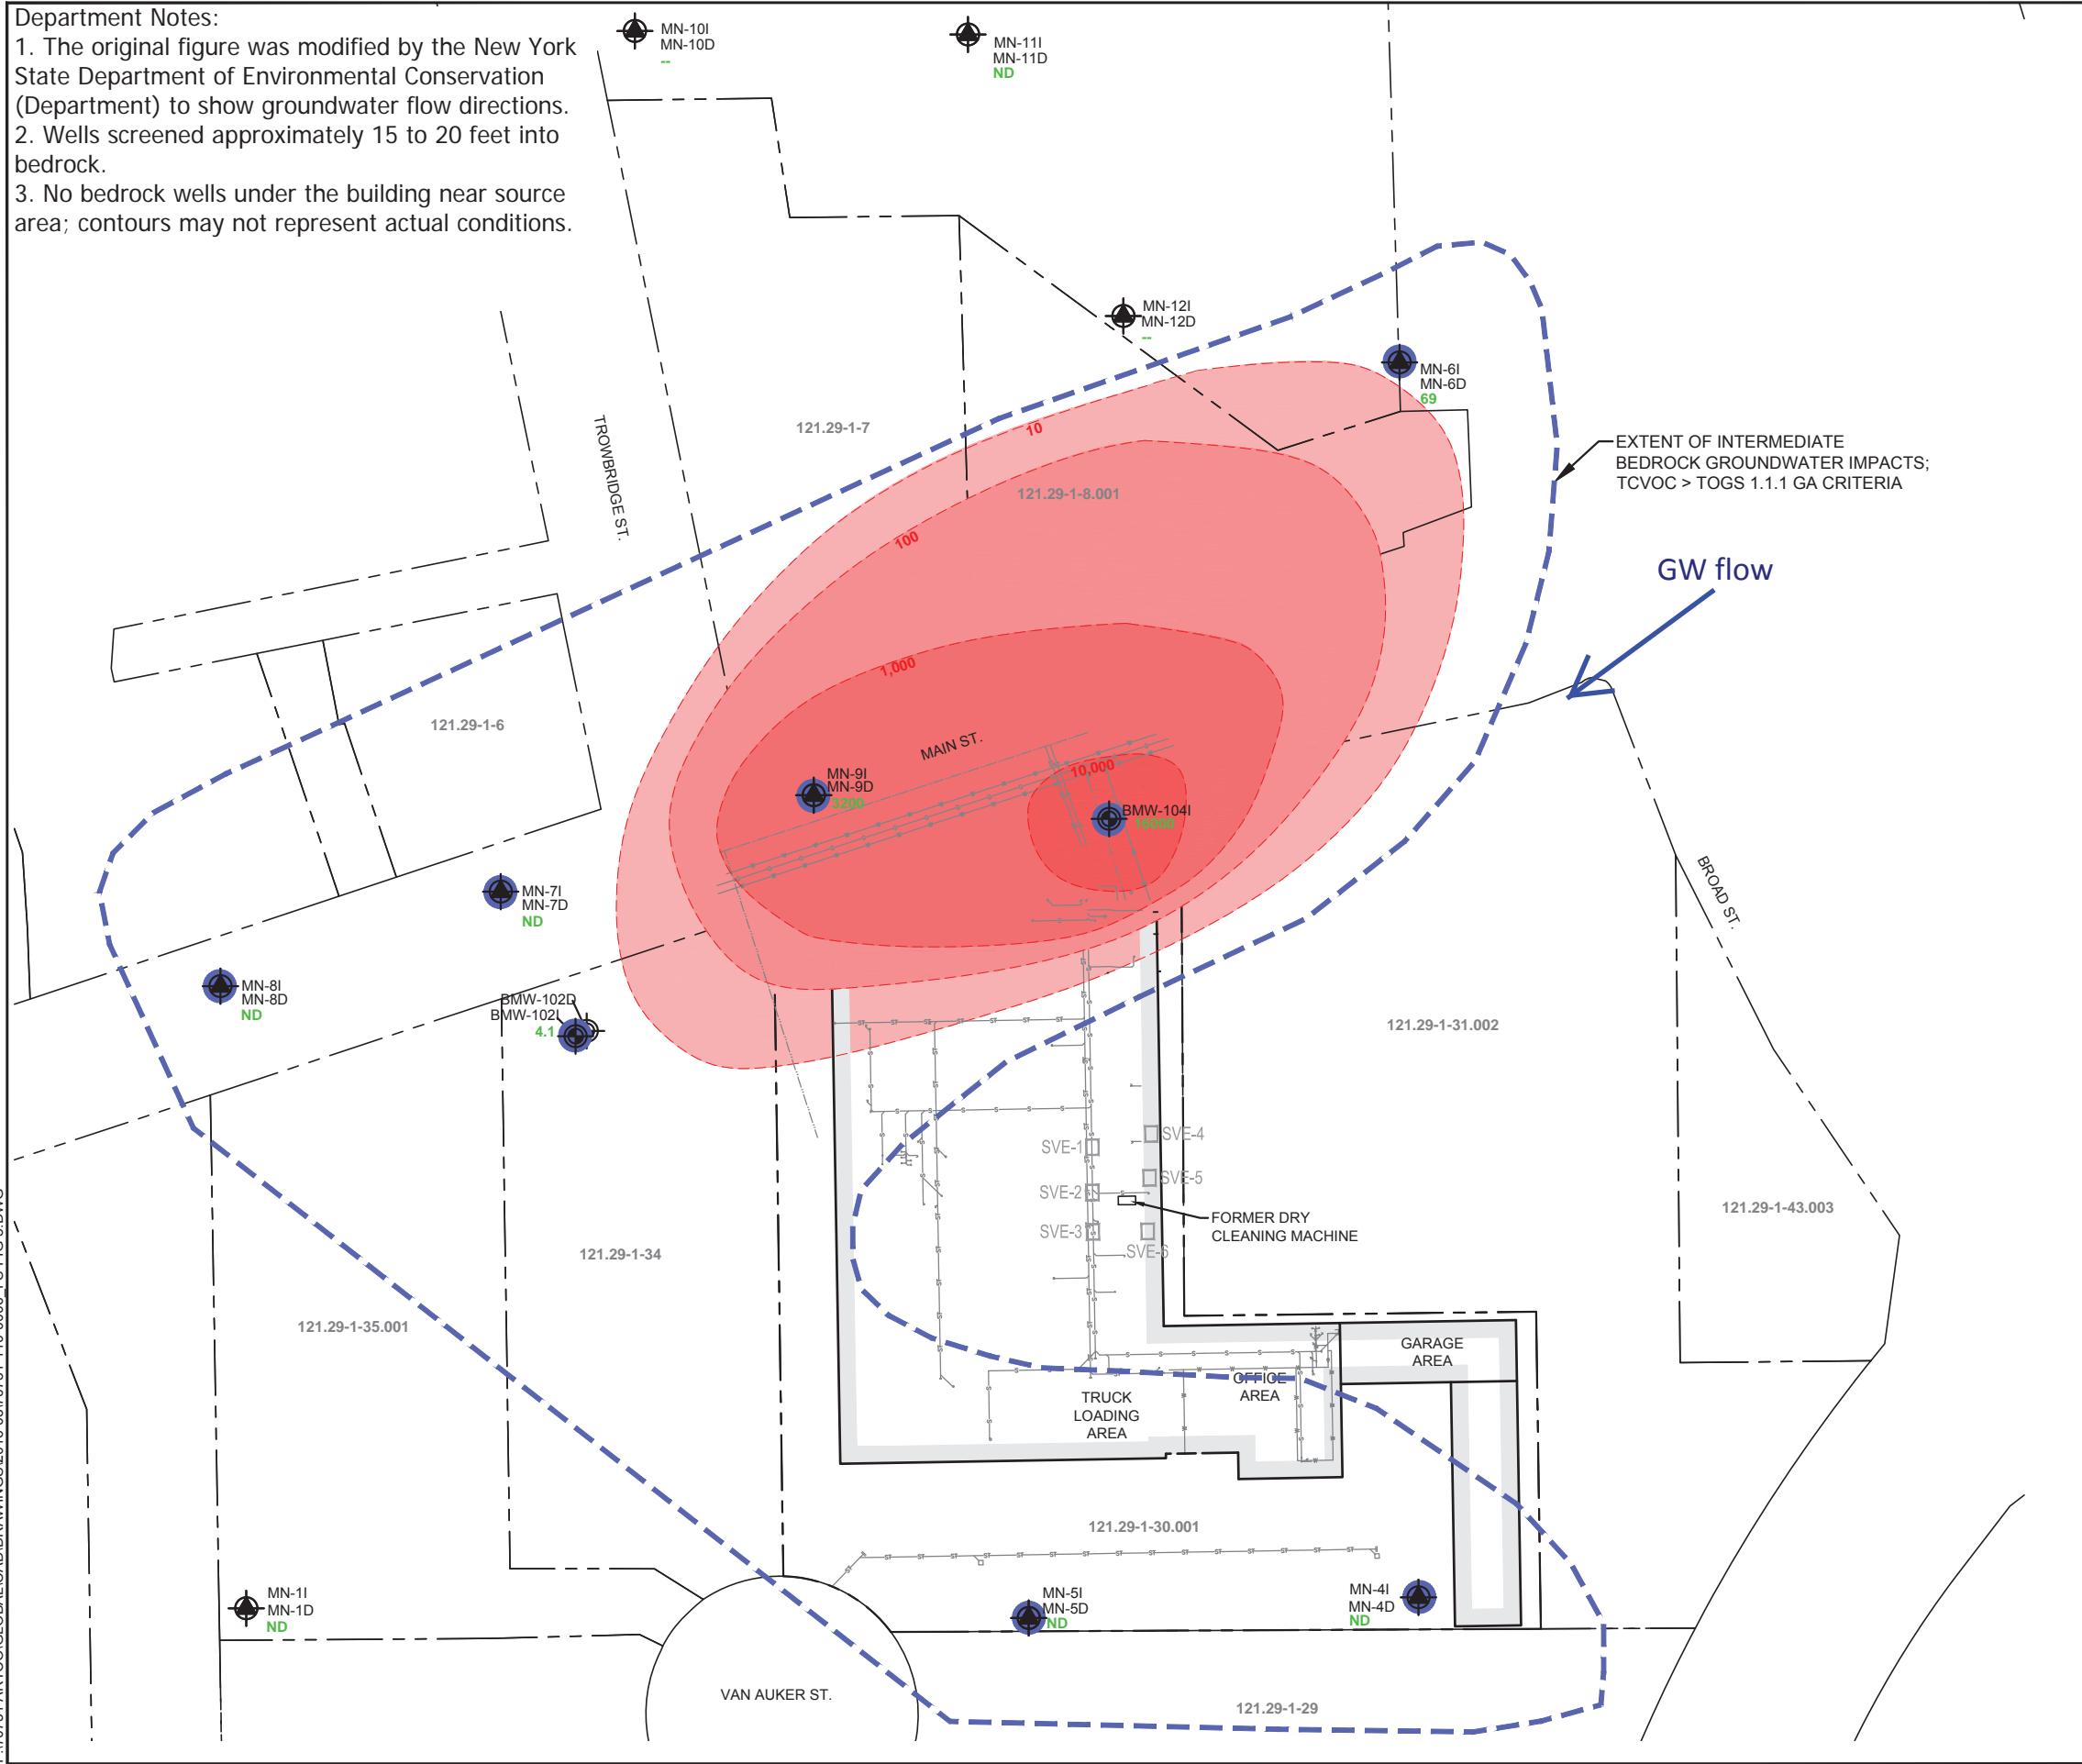 Department Notes:
1. The original figure was modified by the New York
State Department of Environmental Conservation
(Department) to show groundwater flow directions.
2. Wells screened approximately 15 to 20 feet into
bedrock.
3. No bedrock wells under the building near source
area; contours may not represent actual conditions.
MN-10I
MN-10D
--
MN-11I
MN-11D
ND
MN-12I
MN-12D
--
MN-6I
MN-6D
69
TROWBRIDGE ST.
121.29-1-7
10
121.29-1-8.001
100
EXTENT OF INTERMEDIATE
BEDROCK GROUNDWATER IMPACTS;
TCVOC > TOGS 1.1.1 GA CRITERIA
GW flow
1,000
121.29-1-6
MAIN ST.
10,000
MN-9I
MN-9D
3200
BMW-104I
16000
BROAD ST.
MN-7I
MN-7D
ND
MN-8I
MN-8D
ND
BMW-102D
BMW-102I
4.1
121.29-1-31.002
SVE-1
SVE-4
SVE-2
SVE-5
SVE-3
SVE-6
FORMER DRY
CLEANING MACHINE
121.29-1-43.003
121.29-1-34
121.29-1-35.001
GARAGE
AREA
OFFICE
AREA
TRUCK
LOADING
AREA
121.29-1-30.001
MN-1I
MN-1D
ND
MN-5I
MN-5D
ND
MN-4I
MN-4D
ND
VAN AUKER ST.
121.29-1-29